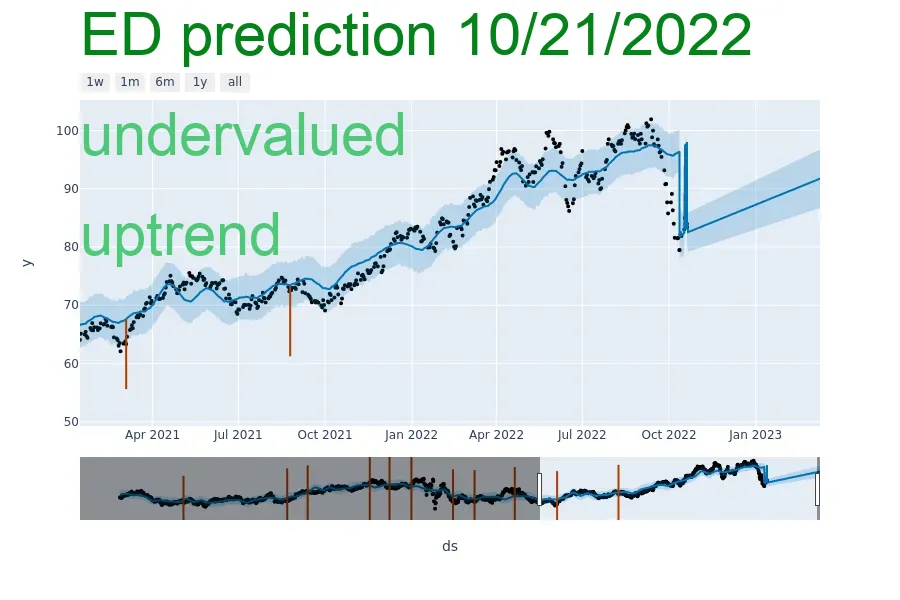 ED prediction 10/21/2022
1w 1m 6m 1y all
undervalued
uptrend
100
90
80
70
60
50
y
Apr 2021 Jul 2021 Oct 2021 Jan 2022 Apr 2022 Jul 2022 Oct 2022 Jan 2023
ds